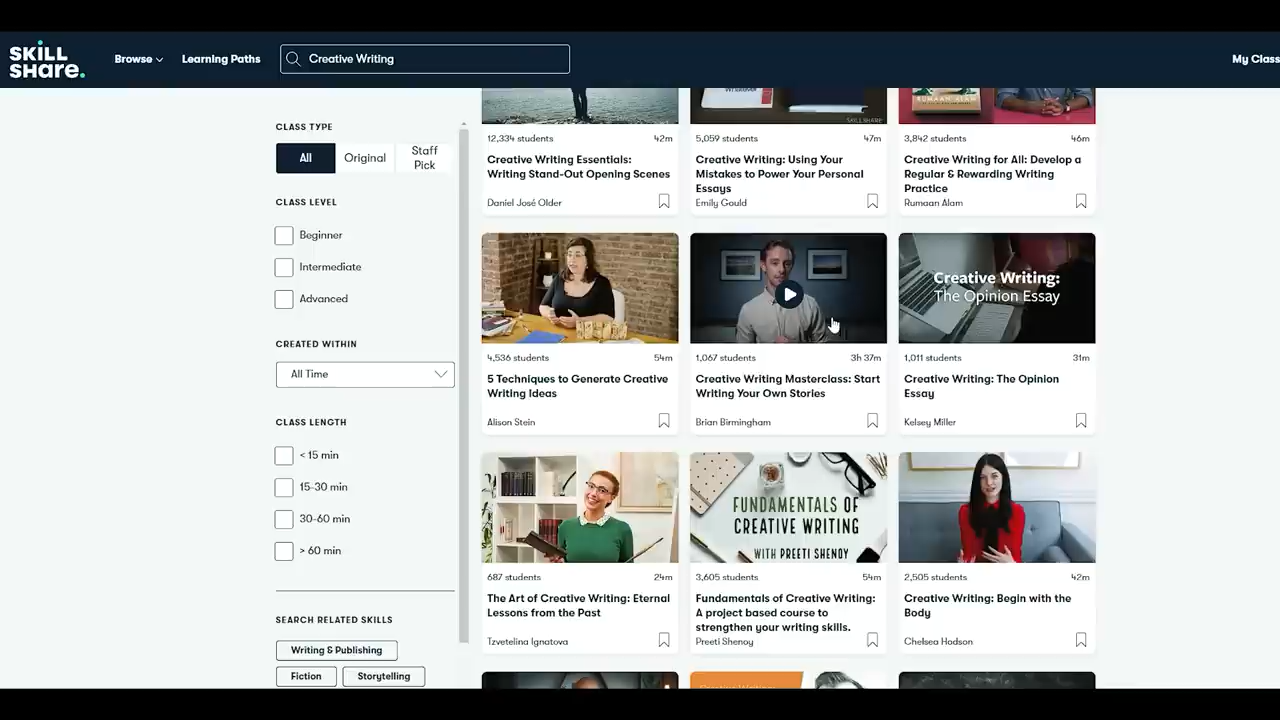 SKILL
SHARE.
Browse
Learning Paths
Creative Writing
My Class
CLASS TYPE
All
Original
Staff
Pick
CLASS LEVEL
Beginner
Intermediate
Advanced
CREATED WITHIN
All Time
CLASS LENGTH
< 15 min
15-30 min
30-60 min
> 60 min
SEARCH RELATED SKILLS
Writing & Publishing
Fiction
Storytelling
SKILLSHARE
RUMAAN ALAM
12,334 students
42m
Creative Writing Essentials:
Writing Stand-Out Opening Scenes
Daniel José Older
5,059 students
47m
Creative Writing: Using Your
Mistakes to Power Your Personal
Essays
Emily Gould
3,842 students
46m
Creative Writing for All: Develop a
Regular & Rewarding Writing
Practice
Rumaan Alam
4,536 students
54m
5 Techniques to Generate Creative
Writing Ideas
Alison Stein
1,067 students
3h 37m
Creative Writing Masterclass: Start
Writing Your Own Stories
Brian Birmingham
Creative Writing:
The Opinion Essay
1,011 students
31m
Creative Writing: The Opinion
Essay
Kelsey Miller
687 students
24m
The Art of Creative Writing: Eternal
Lessons from the Past
Tzvetelina Ignatova
FUNDAMENTALS OF
CREATIVE WRITING
WITH PREETI SHENOY
3,605 students
54m
Fundamentals of Creative Writing:
A project based course to
strengthen your writing skills.
Preeti Shenoy
2,505 students
42m
Creative Writing: Begin with the
Body
Chelsea Hodson